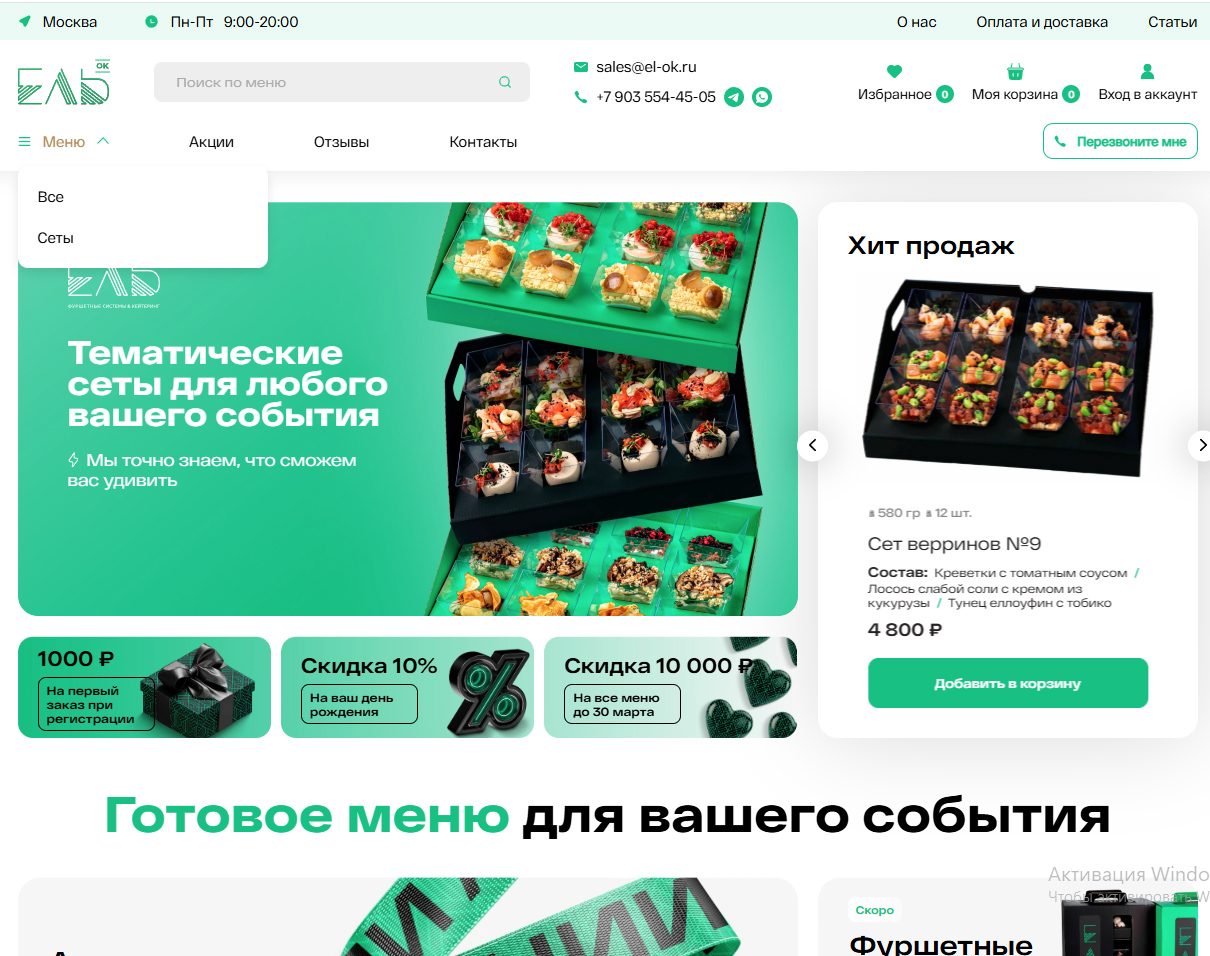 Москва
Пн-Пт 9:00-20:00
О нас
Оплата и доставка
Статьи
ЕЛЬ ОК
Поиск по меню
sales@el-ok.ru
+7 903 554-45-05
Избранное 0
Моя корзина 0
Вход в аккаунт
Меню
Акции
Отзывы
Контакты
Перезвоните мне
Все
Сеты
ЕЛЬ
ФУРШЕТНЫЕ СИСТЕМЫ & КЕЙТЕРИНГ
Тематические
сеты для любого
вашего события
Мы точно знаем, что сможем
вас удивить
Хит продаж
580 гр 12 шт.
Сет верринов №9
Состав: Креветки с томатным соусом /
Лосось слабой соли с кремом из
кукурузы / Тунец еллоуфин с тобико
4 800 ₽
Добавить в корзину
1000 ₽
На первый
заказ при
регистрации
Скидка 10%
На ваш день
рождения
Скидка 10 000 ₽
На все меню
до 30 марта
Готовое меню для вашего события
Скоро
Фуршетные
Активация Windo
Чтобы активировать W